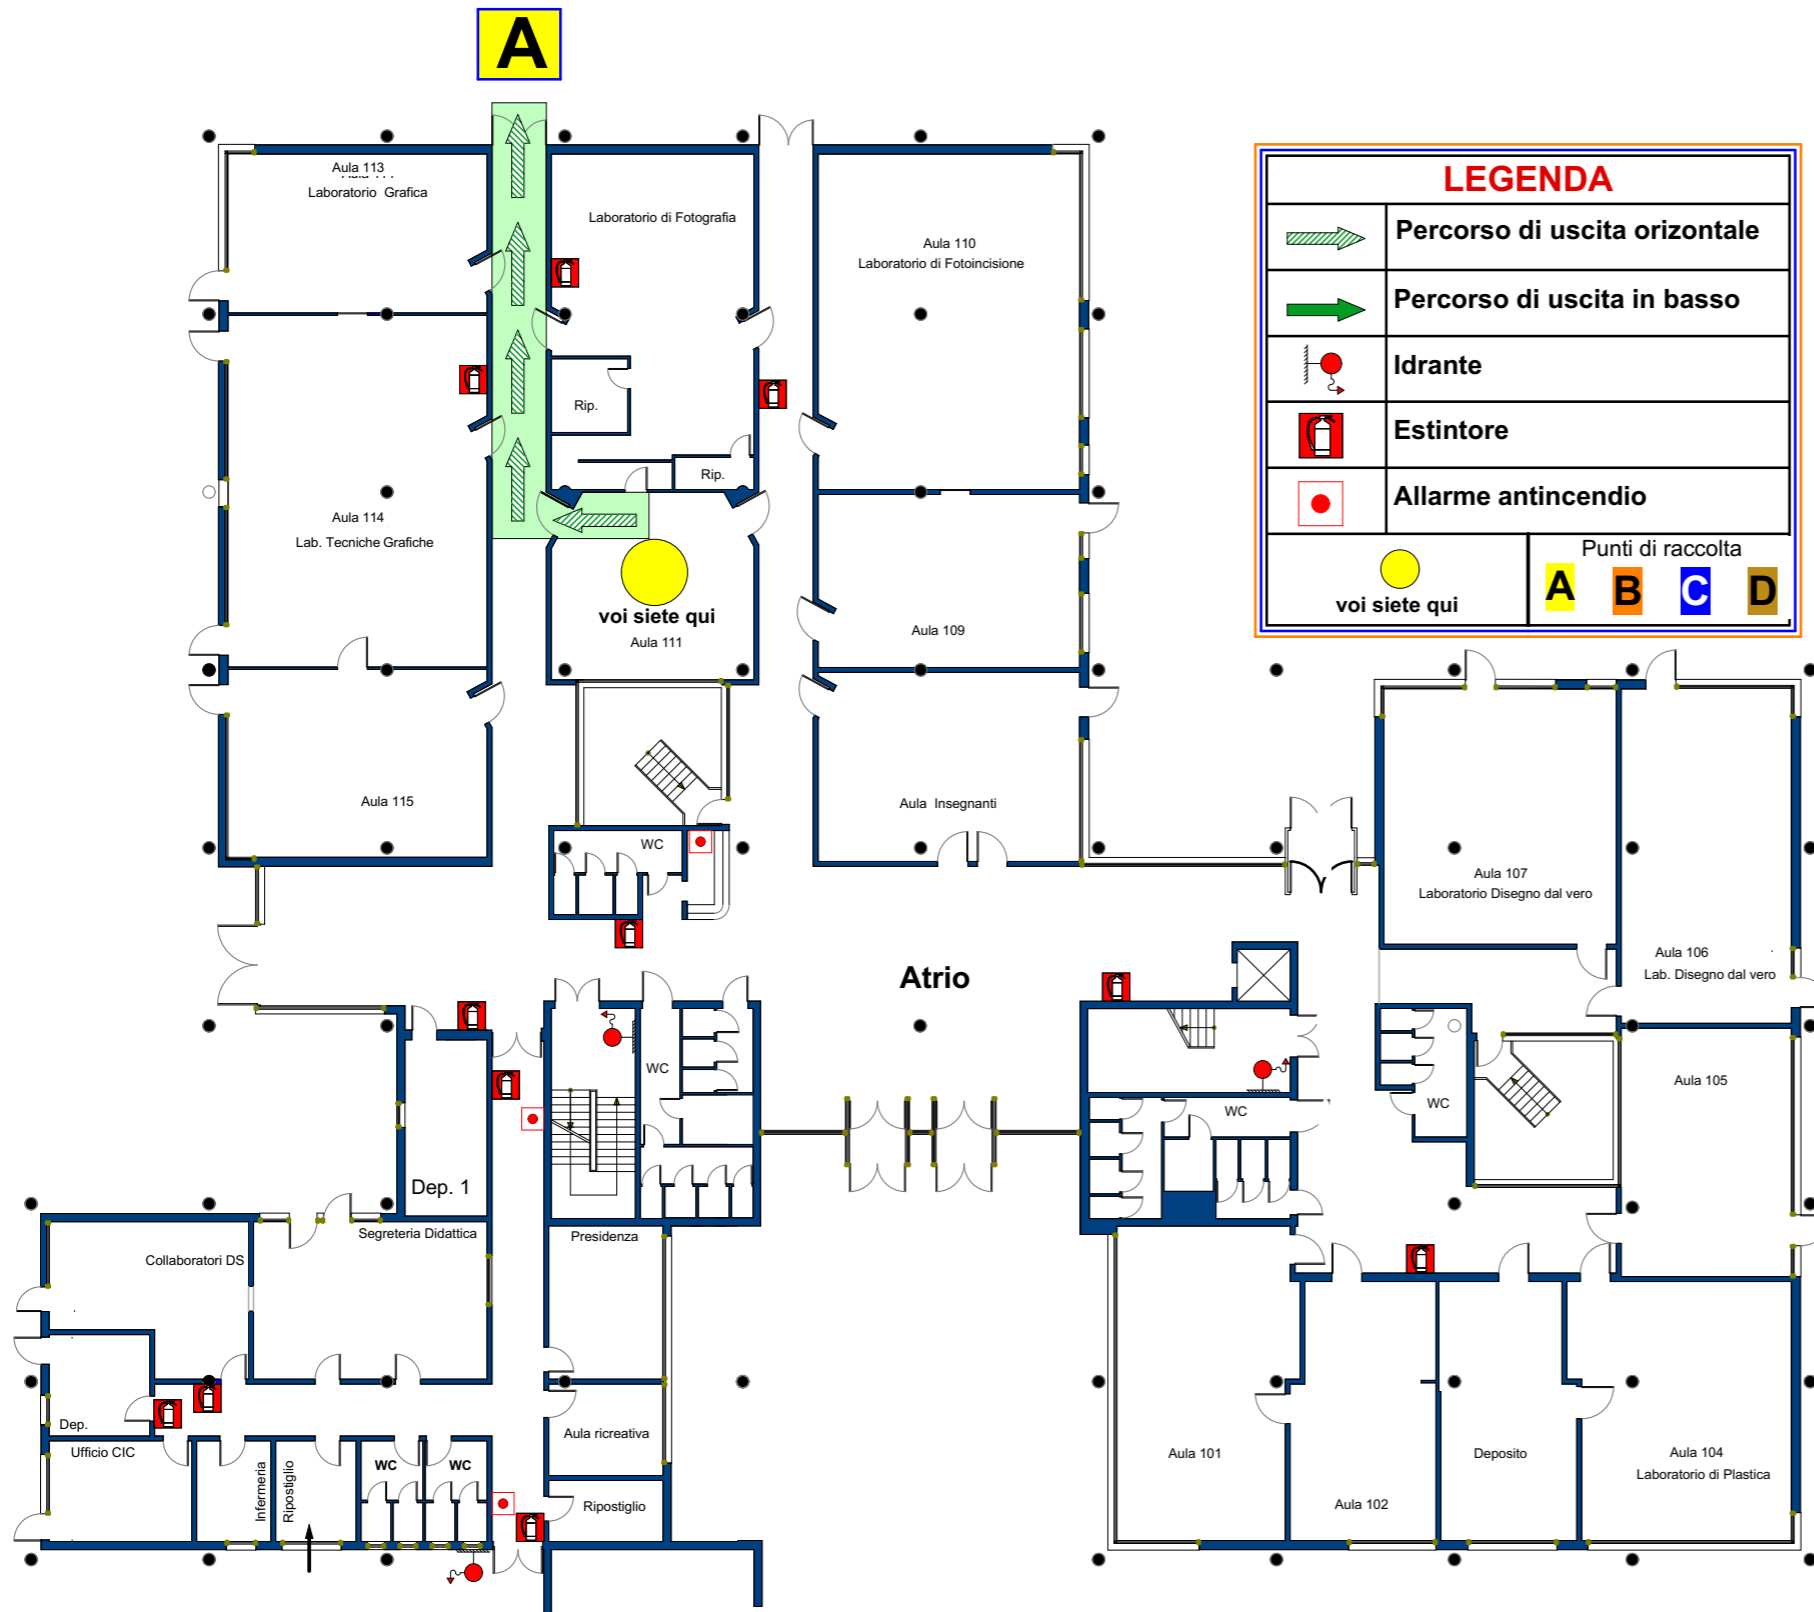 A
Aula 113
Laboratorio Grafica
Laboratorio di Fotografia
Aula 110
Laboratorio di Fotoincisione
LEGENDA
Percorso di uscita orizontale
Percorso di uscita in basso
Idrante
Estintore
Allarme antincendio
voi siete qui
Punti di raccolta
A B C D
Rip.
Rip.
Aula 114
Lab. Tecniche Grafiche
voi siete qui
Aula 111
Aula 109
Aula 115
Aula Insegnanti
WC
Aula 107
Laboratorio Disegno dal vero
Aula 106
Lab. Disegno dal vero
Atrio
WC
WC
WC
Aula 105
Dep. 1
Segreteria Didattica
Presidenza
Collaboratori DS
Dep.
Ufficio CIC
Infermeria
Ripostiglio
WC
WC
Aula ricreativa
Ripostiglio
Aula 101
Aula 102
Deposito
Aula 104
Laboratorio di Plastica